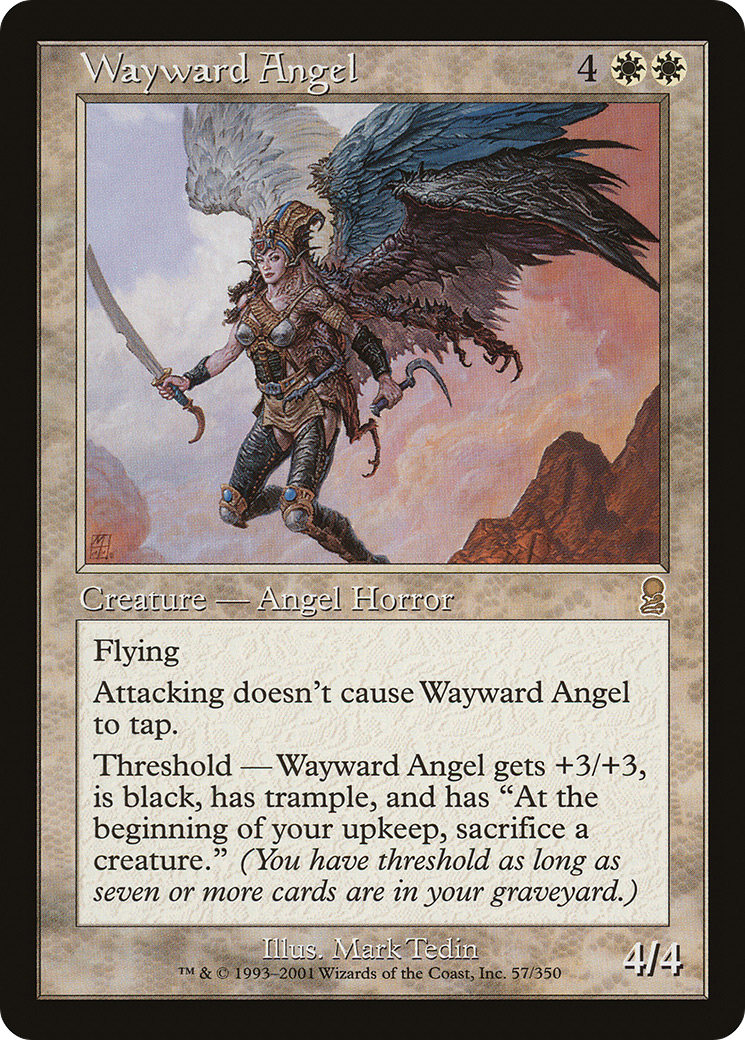 Wayward Angel 4
Creature — Angel Horror
Flying
Attacking doesn't cause Wayward Angel
to tap.
Threshold — Wayward Angel gets +3/+3,
is black, has trample, and has “At the
beginning of your upkeep, sacrifice a
creature.” (You have threshold as long as
seven or more cards are in your graveyard.)
Illus. Mark Tedin
™ & © 1993–2001 Wizards of the Coast, Inc. 57/350
4/4